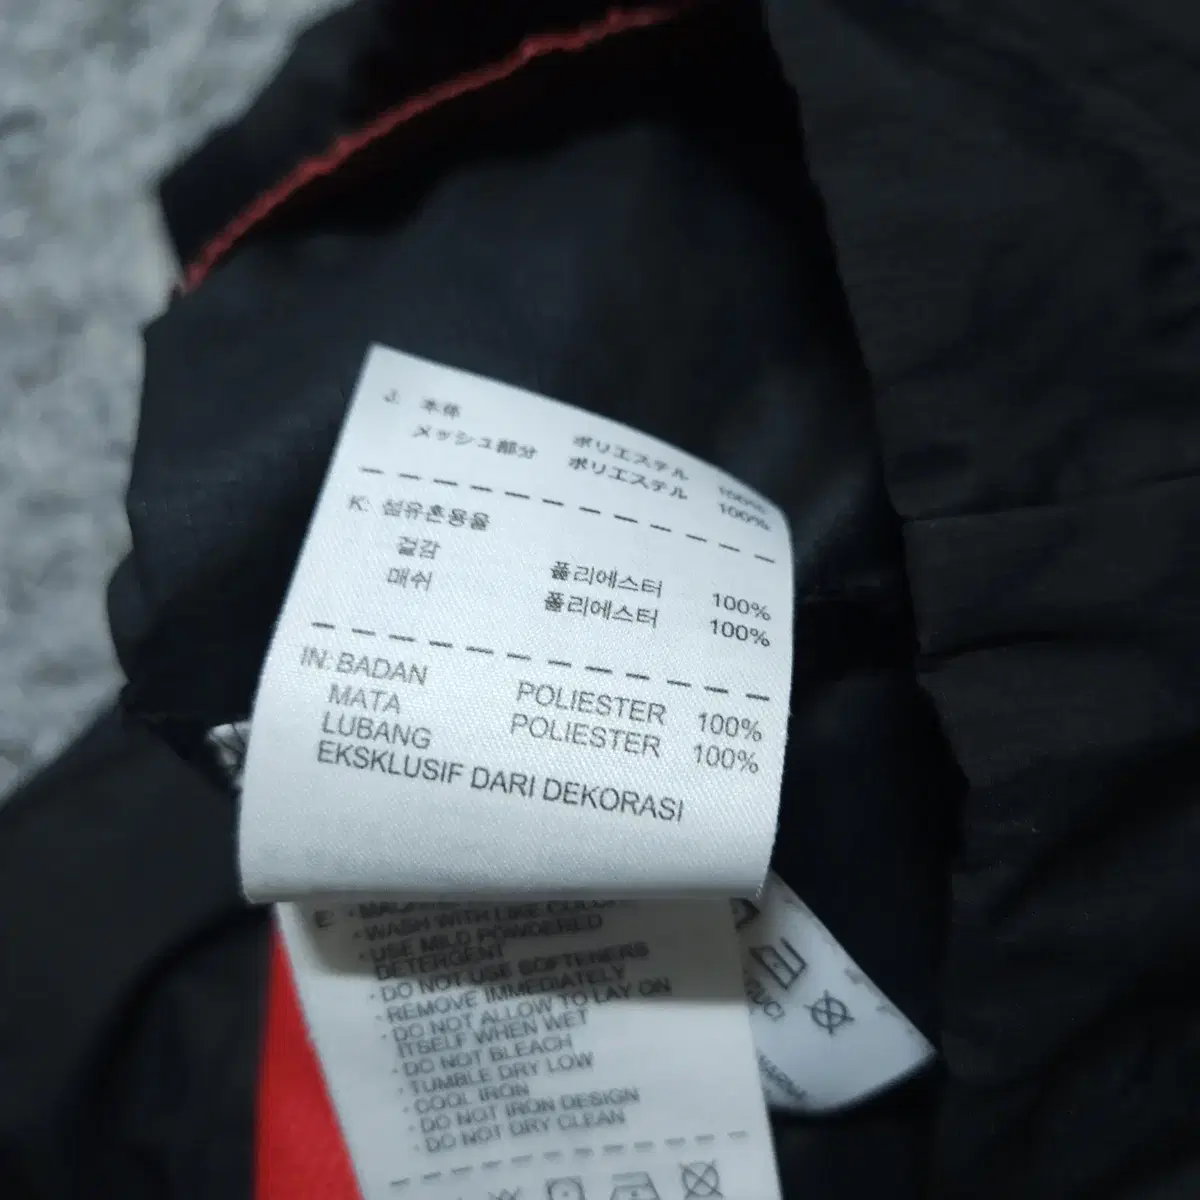 J: 本体 ポリエステル 100%
メッシュ部分 ポリエステル 100%
K: 섬유혼용율
겉감 폴리에스터 100%
매쉬 폴리에스터 100%
IN: BADAN POLIESTER 100%
MATA POLIESTER 100%
LUBANG
EKSKLUSIF DARI DEKORASI
E:
· WASH WITH LIKE COLO
· USE MILD POWDERED
DETERGENT
· DO NOT USE SOFTENERS
· REMOVE IMMEDIATELY
· DO NOT ALLOW TO LAY ON
ITSELF WHEN WET
· DO NOT BLEACH
· TUMBLE DRY LOW
· COOL IRON
· DO NOT IRON DESIGN
· DO NOT DRY CLEAN